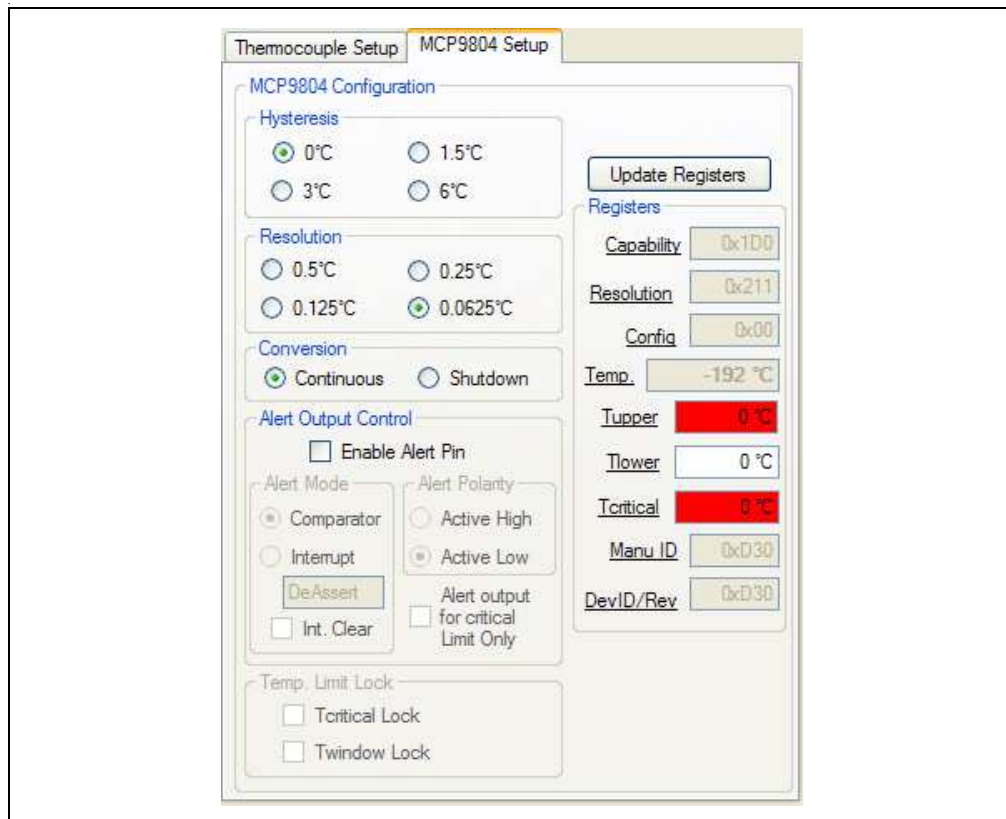 Thermocouple Setup MCP9804 Setup
MCP9804 Configuration
Hysteresis
0°C 1.5°C
3°C 6°C
Resolution
0.5°C 0.25°C
0.125°C 0.0625°C
Conversion
Continuous Shutdown
Alert Output Control
Enable Alert Pin
Alert Mode
Comparator
Interrupt
DeAssert
Int. Clear
Alert Polarity
Active High
Active Low
Alert output
for critical
Limit Only
Temp. Limit Lock
Tcritical Lock
Twindow Lock
Update Registers
Registers
Capability 0x1D0
Resolution 0x211
Config 0x00
Temp. -192 °C
Tupper 0 °C
Tlower 0 °C
Tcritical 0 °C
Manu ID 0xD30
DevID/Rev 0xD30